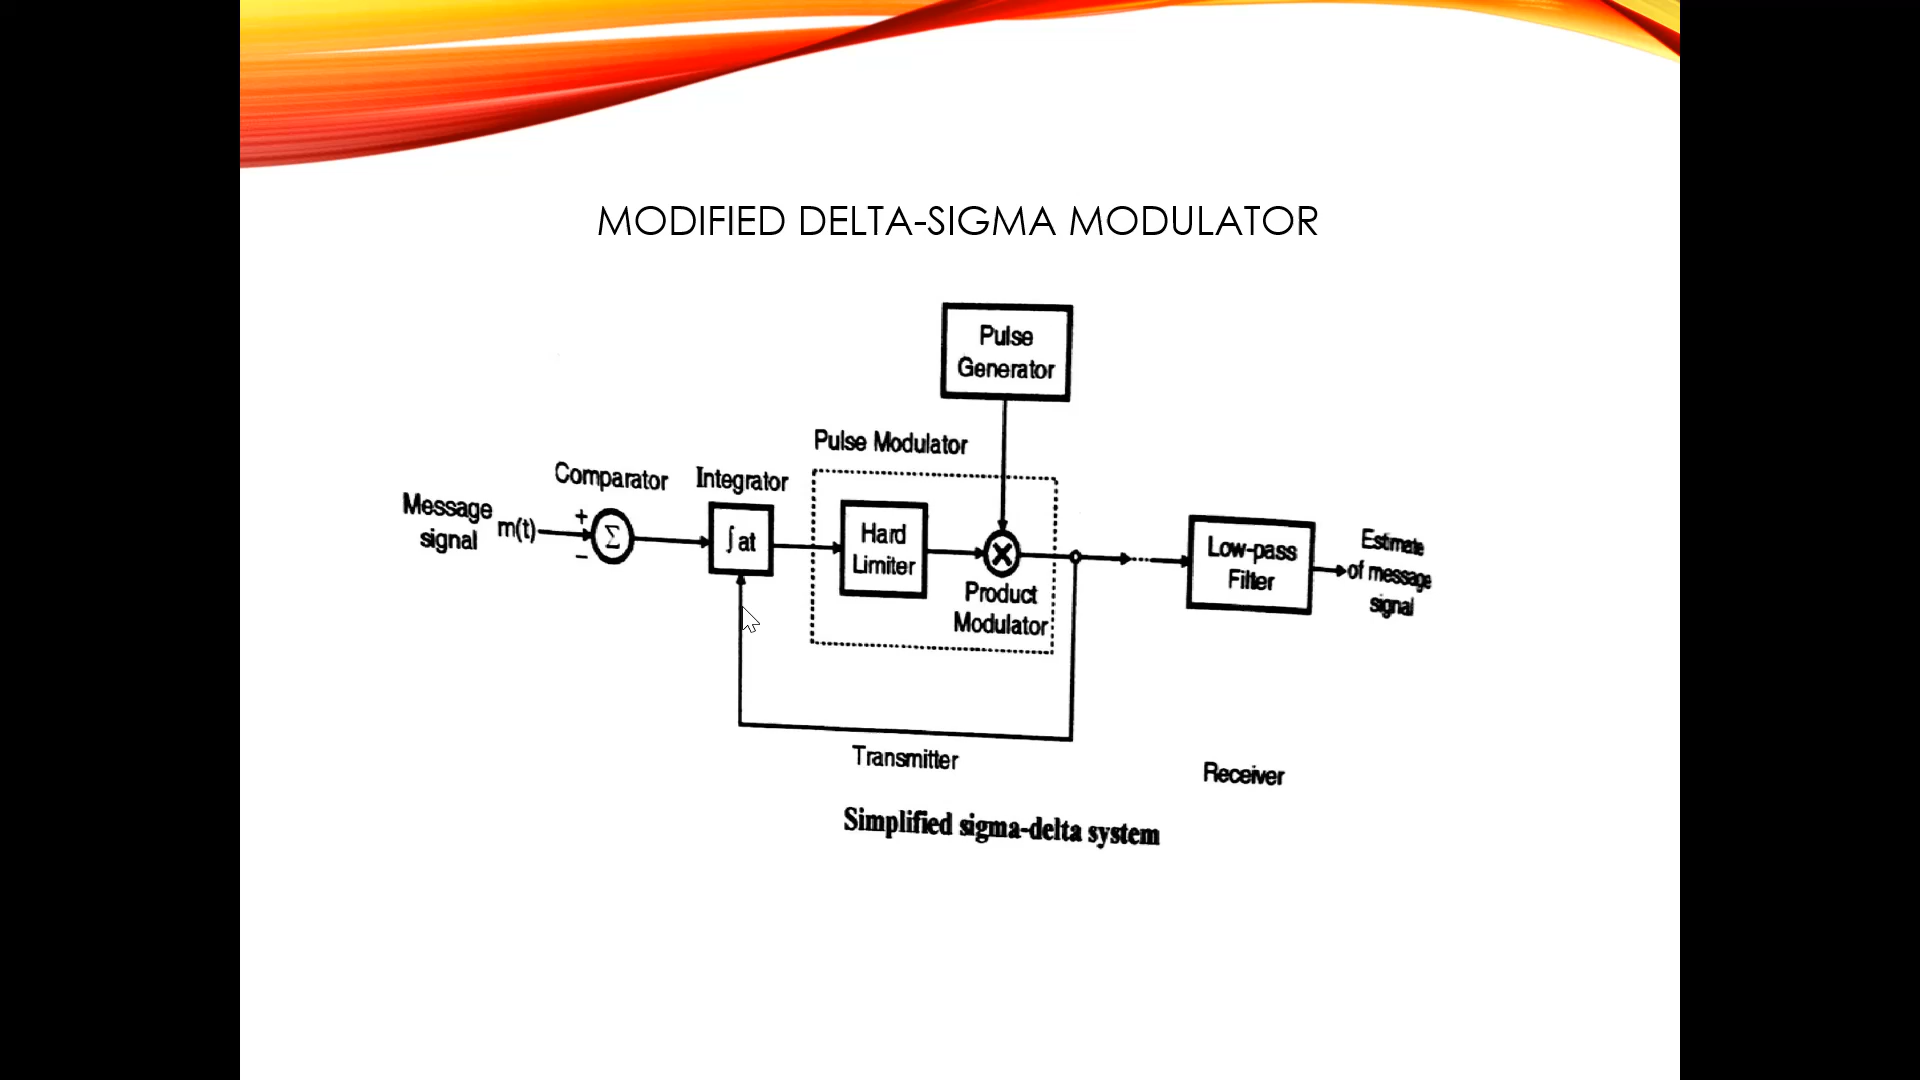 MODIFIED DELTA-SIGMA MODULATOR
Pulse
Generator
Pulse Modulator
Comparator
Integrator
Message
signal
m(t)
+
−
Σ
∫at
Hard
Limiter
×
Product
Modulator
Low-pass
Filter
Estimate
of message
signal
Transmitter
Receiver
Simplified sigma-delta system